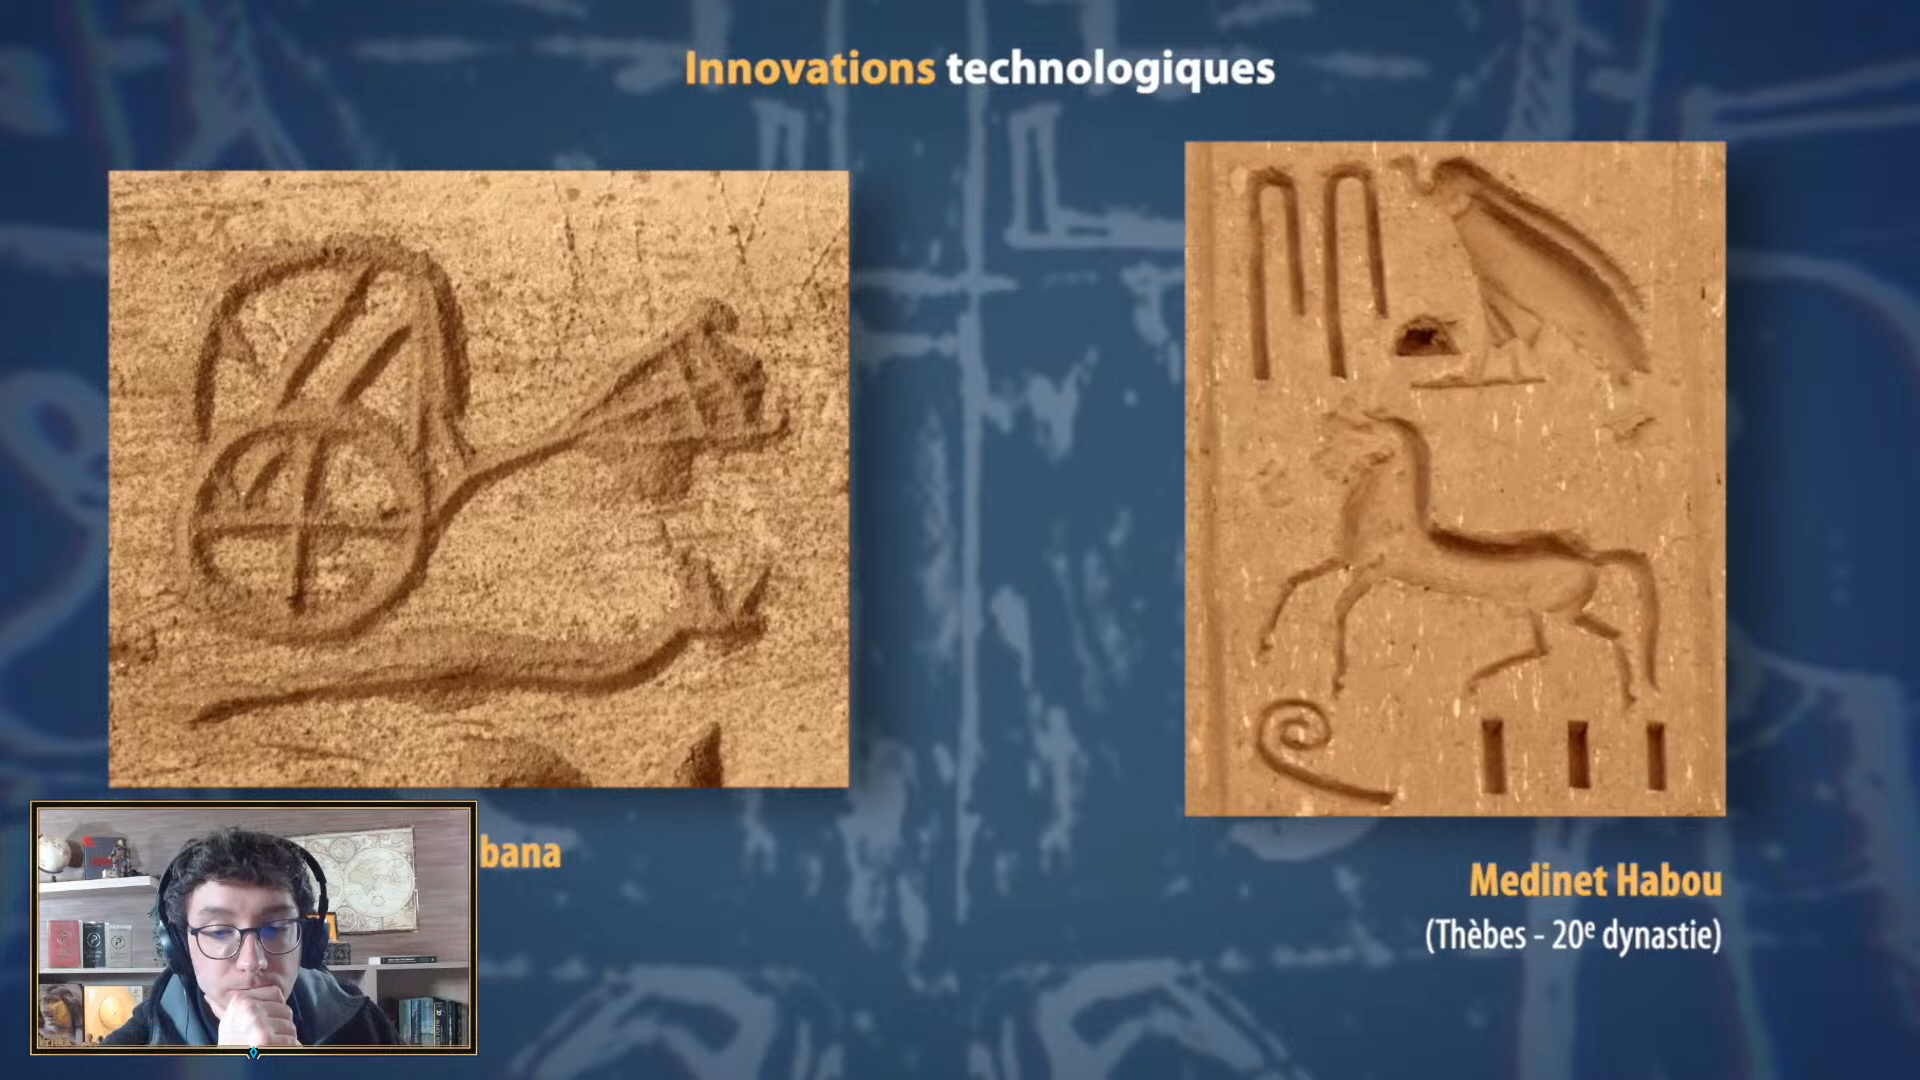 Innovations technologiques
bana
Medinet Habou
(Thèbes - 20ᵉ dynastie)